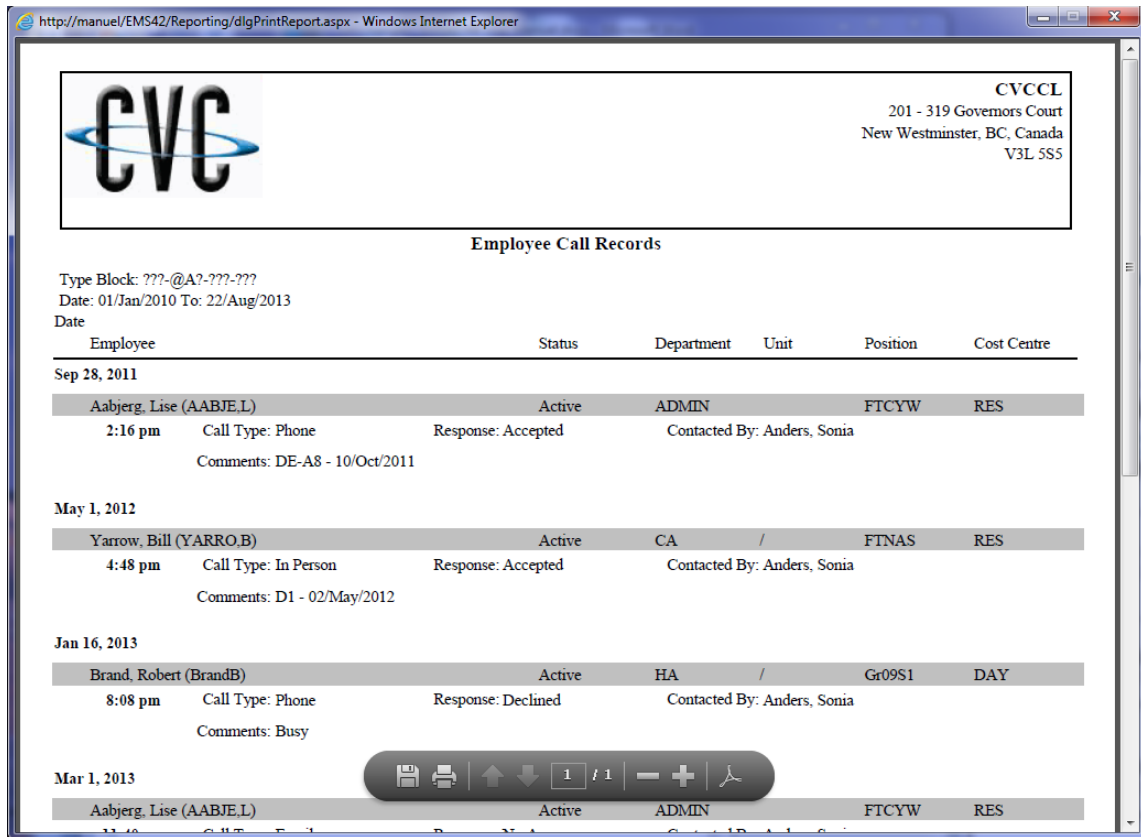 http://manuel/EMS42/Reporting/dlgPrintReport.aspx - Windows Internet Explorer
CVC
CVCCL
201 - 319 Governors Court
New Westminster, BC, Canada
V3L 5S5
Employee Call Records
Type Block: ???-@A?-???-???
Date: 01/Jan/2010 To: 22/Aug/2013
Date
Employee Status Department Unit Position Cost Centre
Sep 28, 2011
Aabjerg, Lise (AABJE,L) Active ADMIN FTCYW RES
2:16 pm Call Type: Phone Response: Accepted Contacted By: Anders, Sonia
Comments: DE-A8 - 10/Oct/2011
May 1, 2012
Yarrow, Bill (YARRO,B) Active CA / FTNAS RES
4:48 pm Call Type: In Person Response: Accepted Contacted By: Anders, Sonia
Comments: D1 - 02/May/2012
Jan 16, 2013
Brand, Robert (BrandB) Active HA / Gr09S1 DAY
8:08 pm Call Type: Phone Response: Declined Contacted By: Anders, Sonia
Comments: Busy
Mar 1, 2013
1 / 1
Aabjerg, Lise (AABJE,L) Active ADMIN FTCYW RES